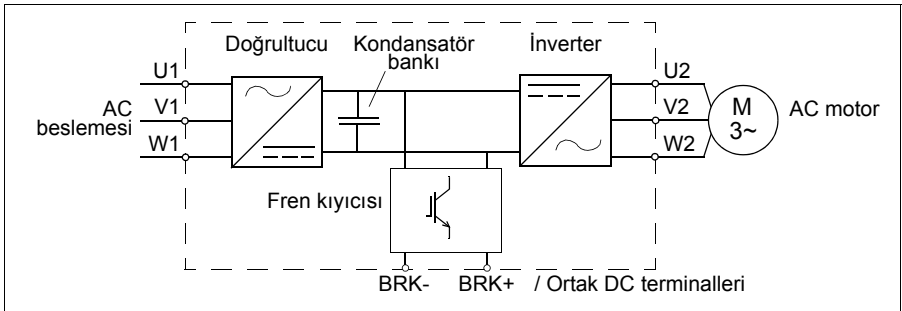 Doğrultucu
Kondansatör
bankı
İnverter
U1
V1
W1
AC
beslemesi
U2
V2
W2
M
3~
AC motor
Fren kıyıcısı
BRK-
BRK+
/ Ortak DC terminalleri